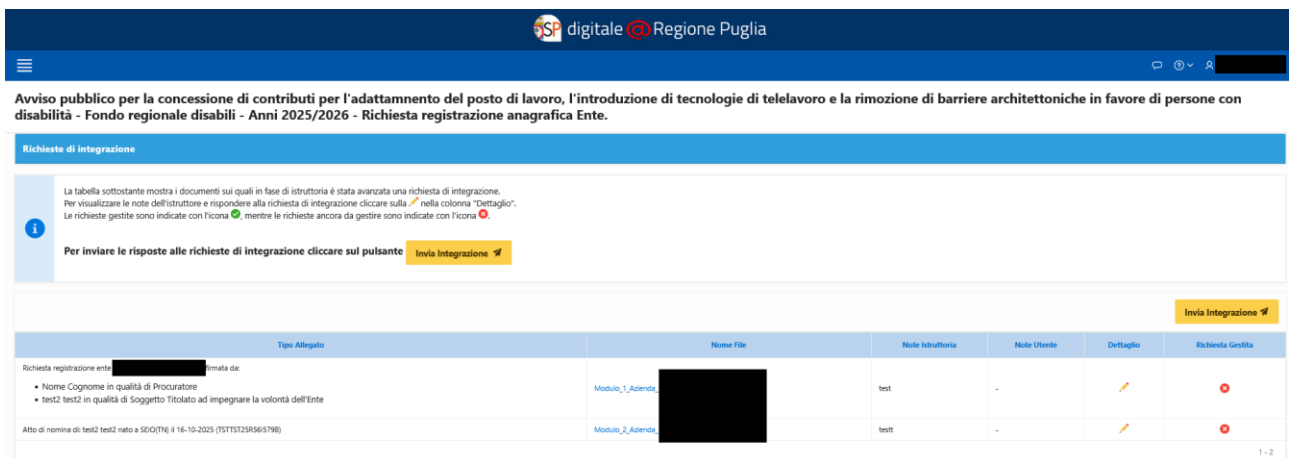 OSP digitale @ Regione Puglia
Avviso pubblico per la concessione di contributi per l'adattamnento del posto di lavoro, l'introduzione di tecnologie di telelavoro e la rimozione di barriere architettoniche in favore di persone con
disabilità - Fondo regionale disabili - Anni 2025/2026 - Richiesta registrazione anagrafica Ente.
Richieste di integrazione
La tabella sottostante mostra i documenti sui quali in fase di istruttoria è stata avanzata una richiesta di integrazione.
Per visualizzare le note dell'istruttore e rispondere alla richiesta di integrazione cliccare sulla nella colonna "Dettaglio".
Le richieste gestite sono indicate con l'icona , mentre le richieste ancora da gestire sono indicate con l'icona .
Per inviare le risposte alle richieste di integrazione cliccare sul pulsante Invia Integrazione
Invia Integrazione
Tipo Allegato Nome File Note Istruttoria Note Utente Dettaglio Richiesta Gestita
Richiesta registrazione ente firmata da:
• Nome Cognome in qualità di Procuratore
• test2 test2 in qualità di Soggetto Titolato ad impegnare la volontà dell'Ente
Modulo_1_Azienda_ test -
Atto di nomina di: test2 test2 nato a SEIO(TN) il 16-10-2025 (TSTTST25R56I579B) Modulo_2_Azienda_ testt -
1 - 2